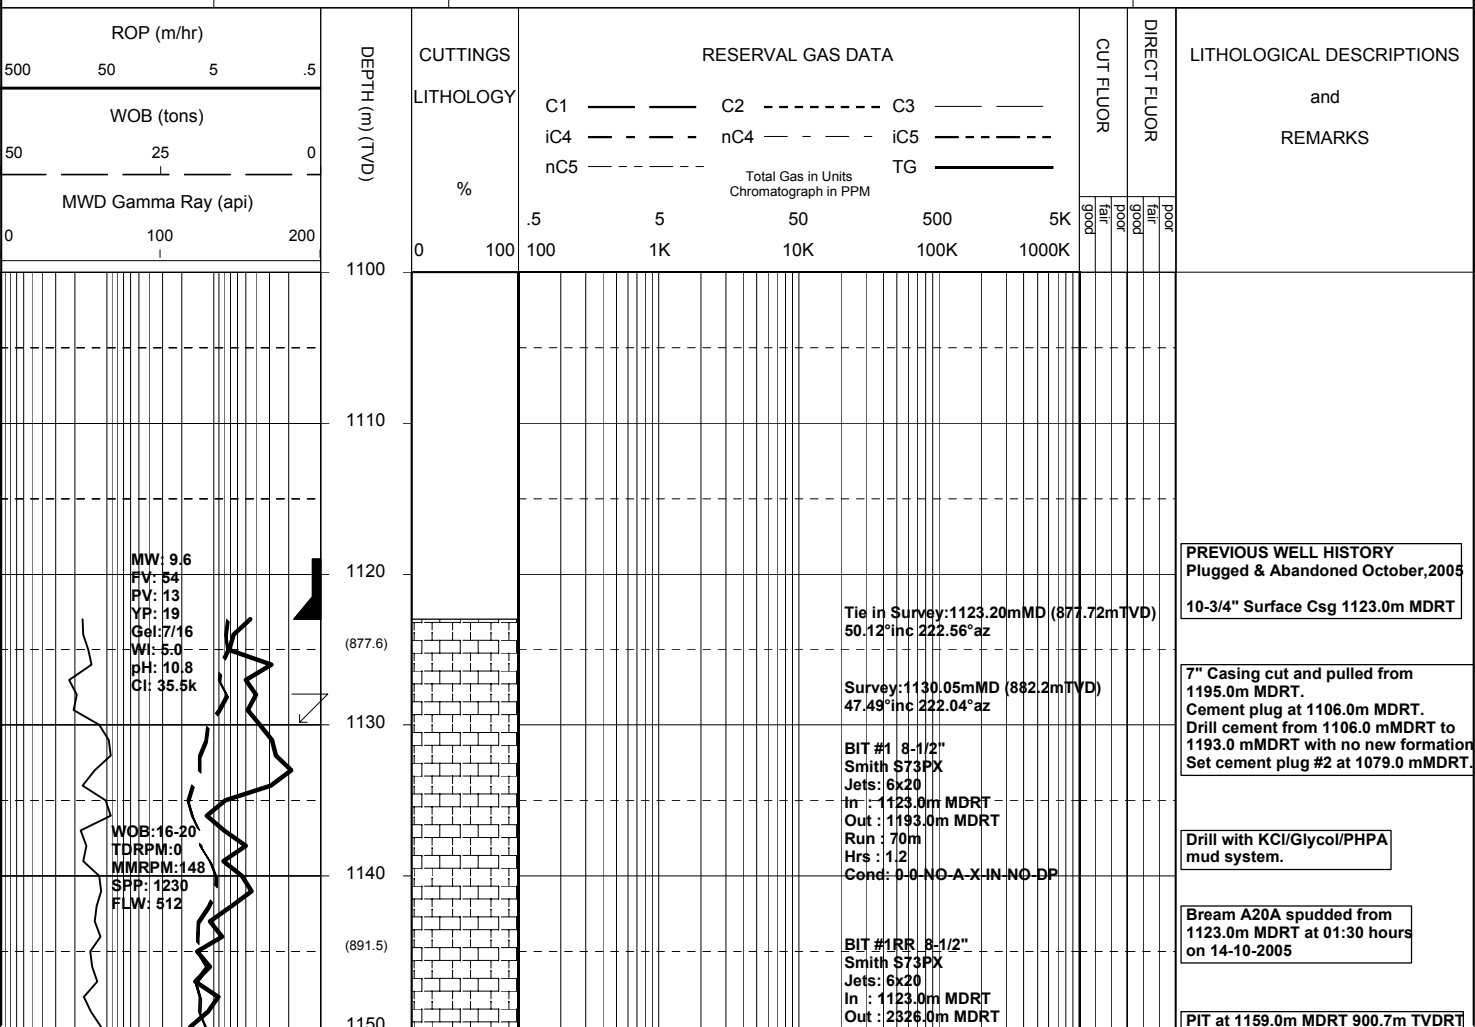 ROP (m/hr)
500 50 5 .5
WOB (tons)
50 25 0
MWD Gamma Ray (api)
0 100 200
DEPTH (m) (TVD)
CUTTINGS
LITHOLOGY
%
0 100
RESERVAL GAS DATA
C1 C2 C3
iC4 nC4 iC5
nC5 TG
Total Gas in Units
Chromatograph in PPM
.5 5 50 500 5K
100 1K 10K 100K 1000K
CUT FLUOR
DIRECT FLUOR
good fair poor good fair poor
LITHOLOGICAL DESCRIPTIONS
and
REMARKS
1100
1110
1120
(877.6)
1130
1140
(891.5)
1150
MW: 9.6
FV: 54
PV: 13
YP: 19
Gel:7/16
Wl: 5.0
pH: 10.8
Cl: 35.5k
WOB:16-20
TDRPM:0
MMRPM:148
SPP: 1230
FLW: 512
Tie in Survey:1123.20mMD (877.72mTVD)
50.12°inc 222.56°az
Survey:1130.05mMD (882.2mTVD)
47.49°inc 222.04°az
BIT #1 8-1/2"
Smith S73PX
Jets: 6x20
In : 1123.0m MDRT
Out : 1193.0m MDRT
Run : 70m
Hrs : 1.2
Cond: 0-0-NO-A-X-IN-NO-DP
BIT #1RR 8-1/2"
Smith S73PX
Jets: 6x20
In : 1123.0m MDRT
Out : 2326.0m MDRT
PREVIOUS WELL HISTORY
Plugged & Abandoned October,2005
10-3/4" Surface Csg 1123.0m MDRT
7" Casing cut and pulled from
1195.0m MDRT.
Cement plug at 1106.0m MDRT.
Drill cement from 1106.0 mMDRT to
1193.0 mMDRT with no new formation
Set cement plug #2 at 1079.0 mMDRT.
Drill with KCl/Glycol/PHPA
mud system.
Bream A20A spudded from
1123.0m MDRT at 01:30 hours
on 14-10-2005
PIT at 1159.0m MDRT 900.7m TVDRT